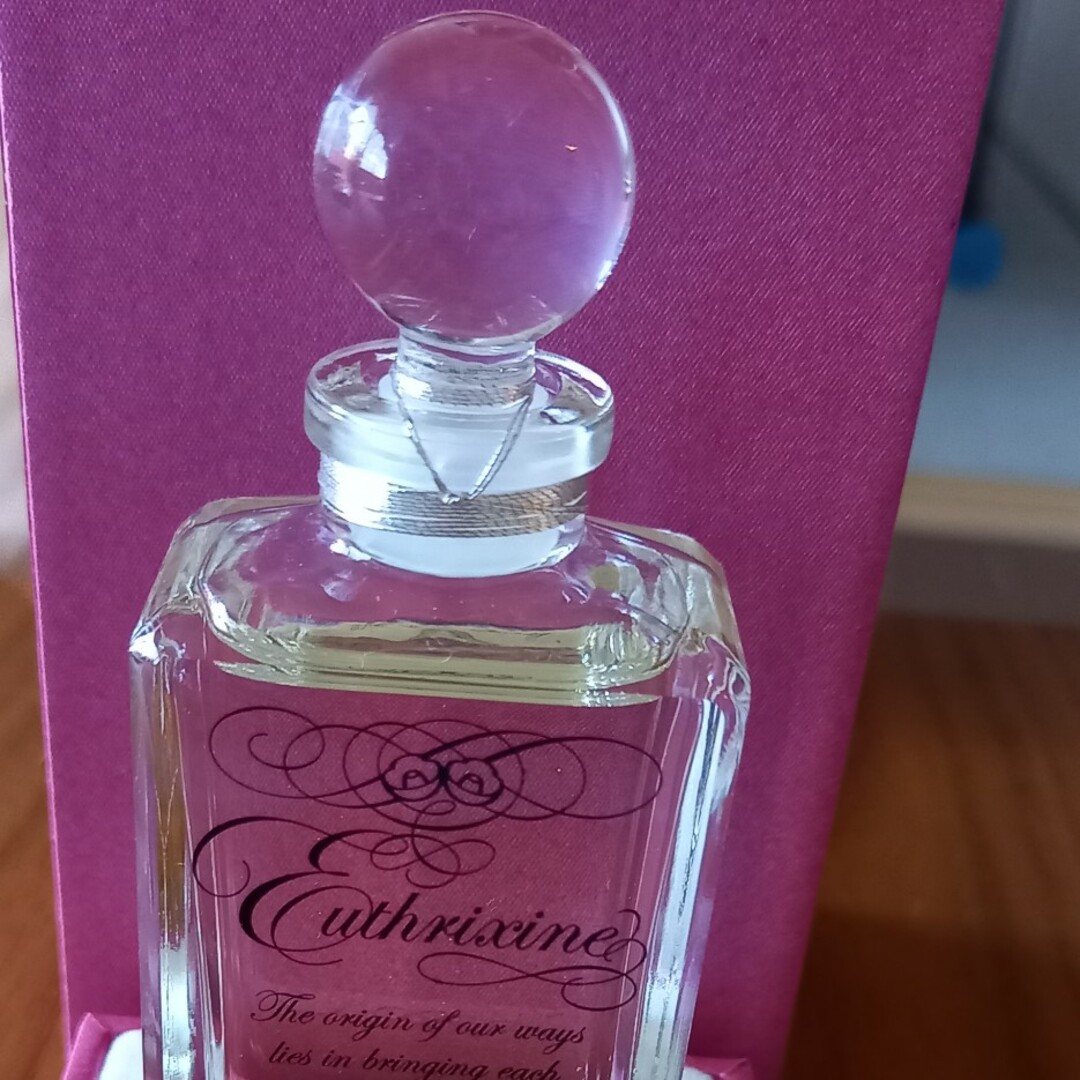 Euthrixine
The origin of our ways
lies in bringing each